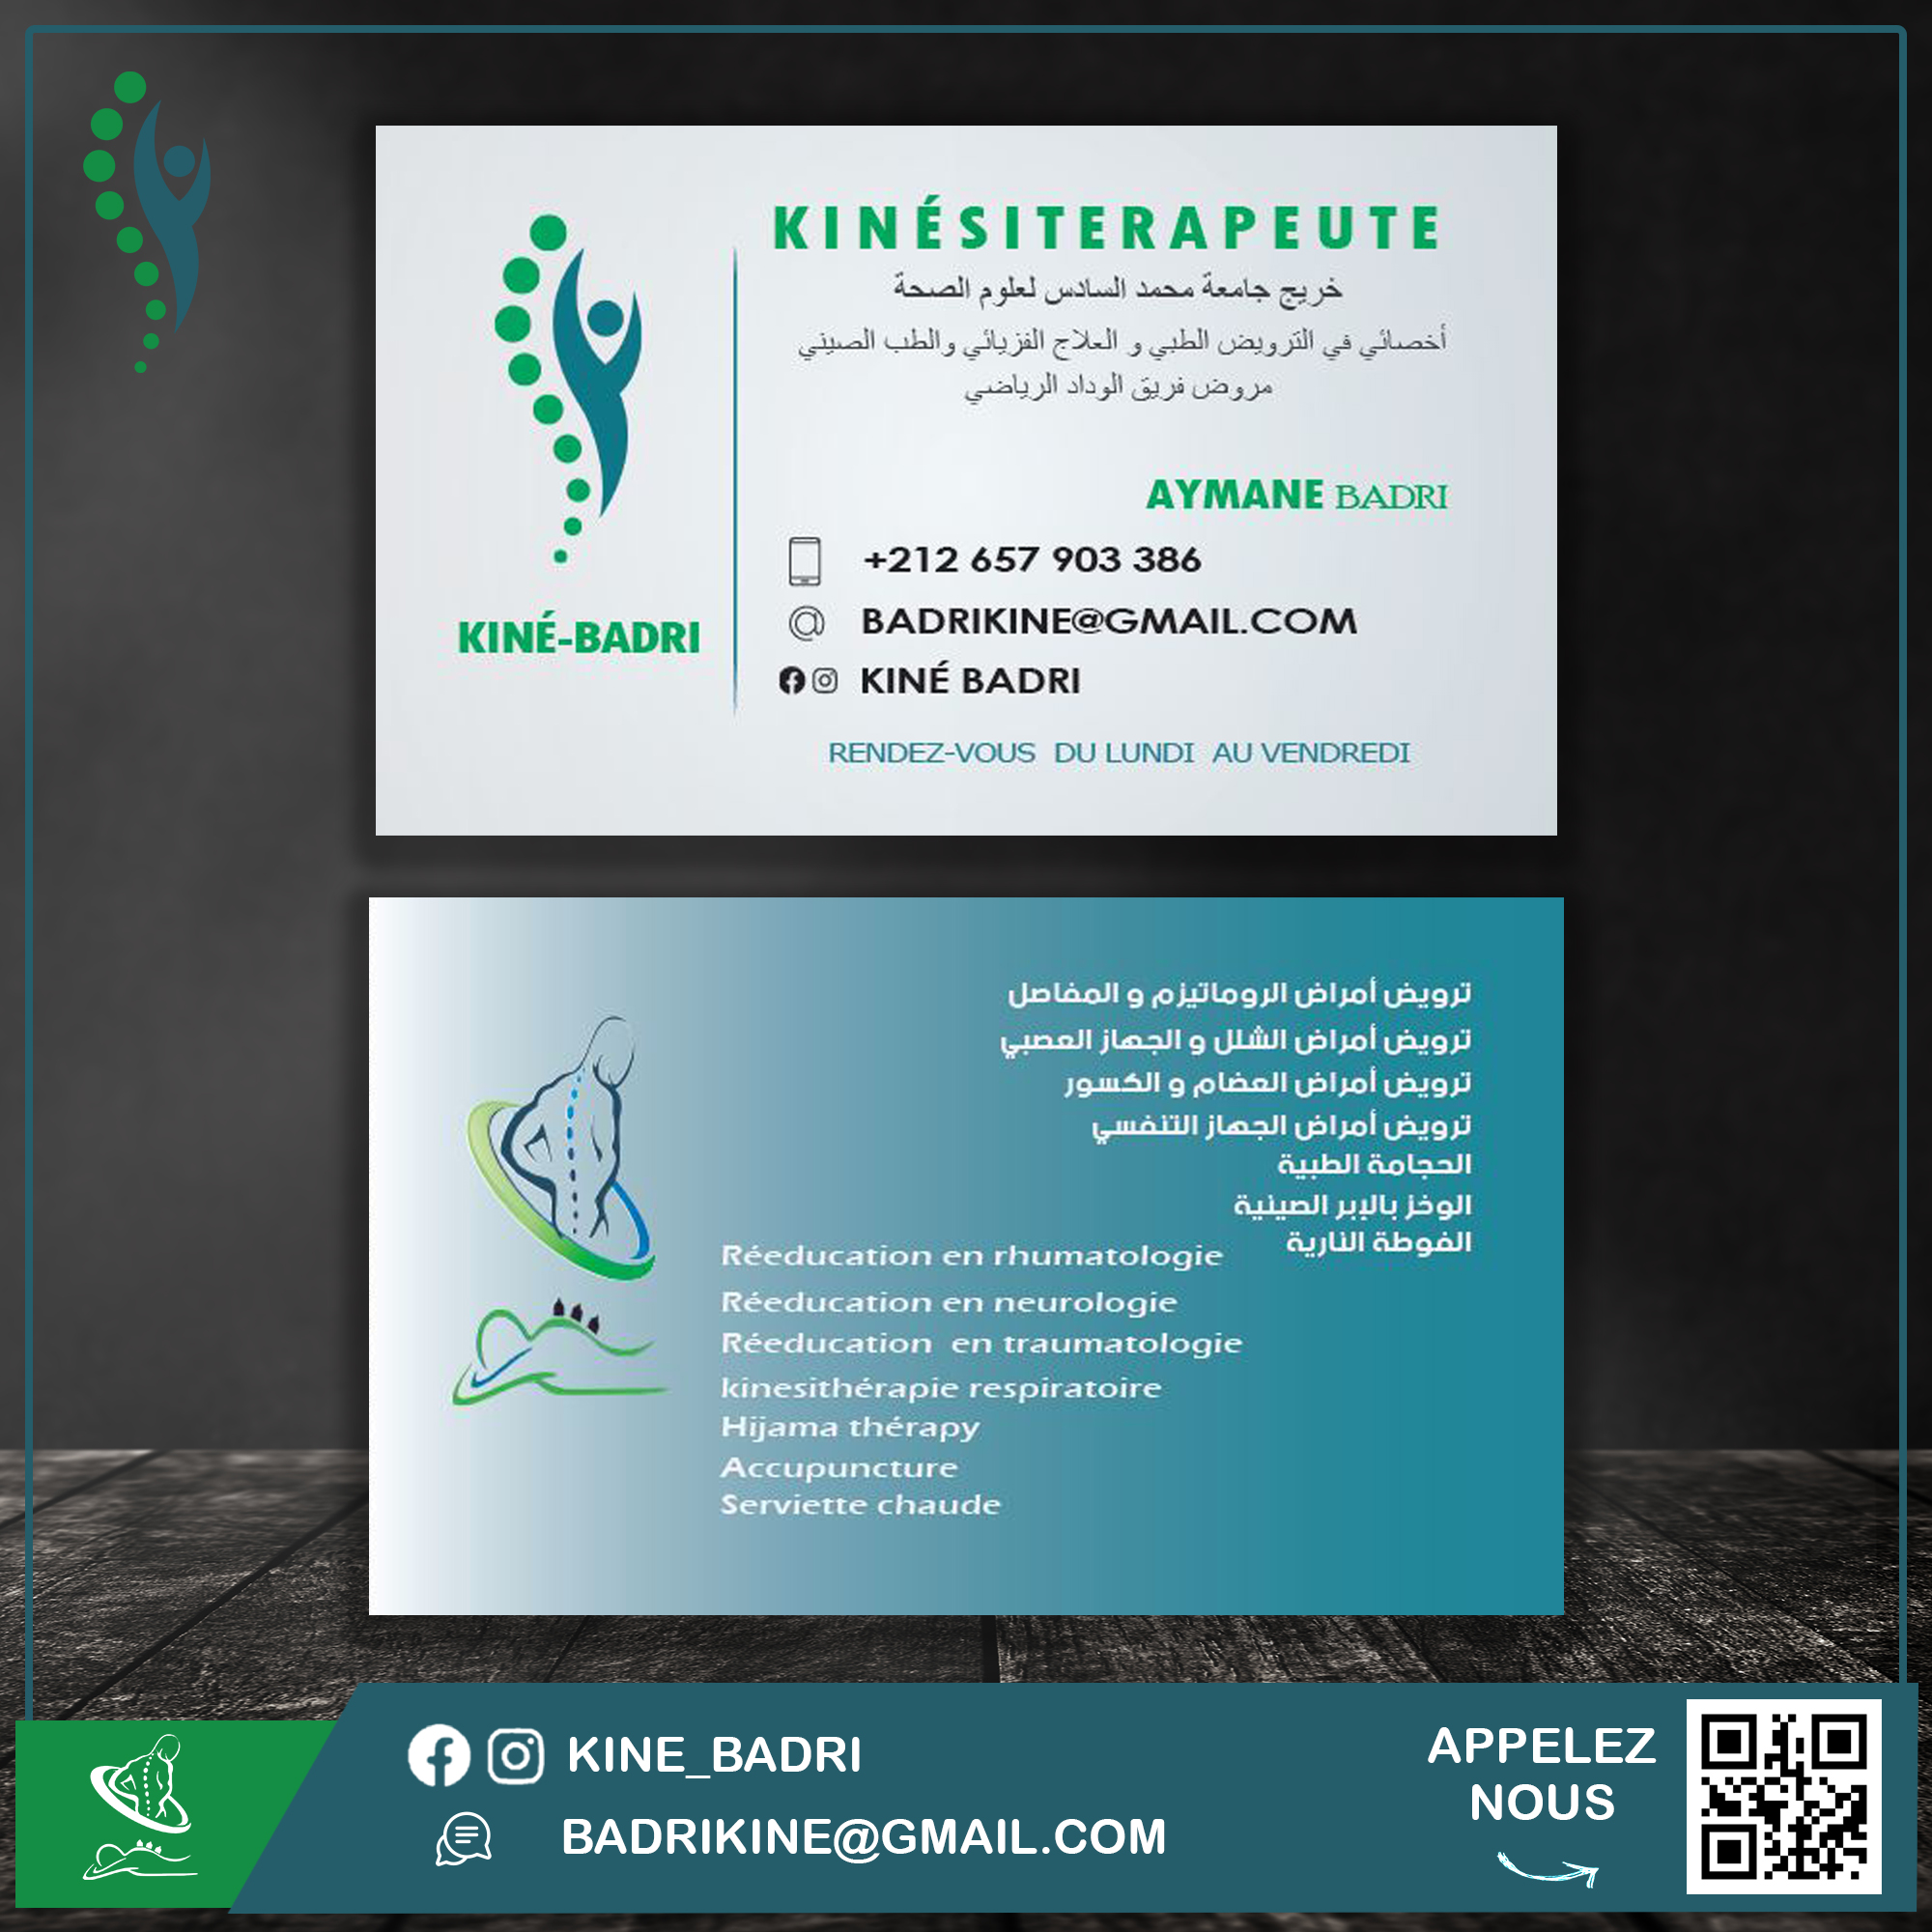 KINÉSITERAPEUTE
خريج جامعة محمد السادس لعلوم الصحة
أخصائي في الترويض الطبي و العلاج الفزيائي والطب الصيني
مروض فريق الوداد الرياضي
AYMANE BADRI
+212 657 903 386
BADRIKINE@GMAIL.COM
KINÉ BADRI
RENDEZ-VOUS DU LUNDI AU VENDREDI
KINÉ-BADRI
ترويض أمراض الروماتيزم و المفاصل
ترويض أمراض الشلل و الجهاز العصبي
ترويض أمراض العضام و الكسور
ترويض أمراض الجهاز التنفسي
الحجامة الطبية
الوخز بالإبر الصينية
الفوطة النارية
Réeducation en rhumatologie
Réeducation en neurologie
Réeducation en traumatologie
kinesithérapie respiratoire
Hijama thérapy
Accupuncture
Serviette chaude
KINE_BADRI
BADRIKINE@GMAIL.COM
APPELEZ
NOUS